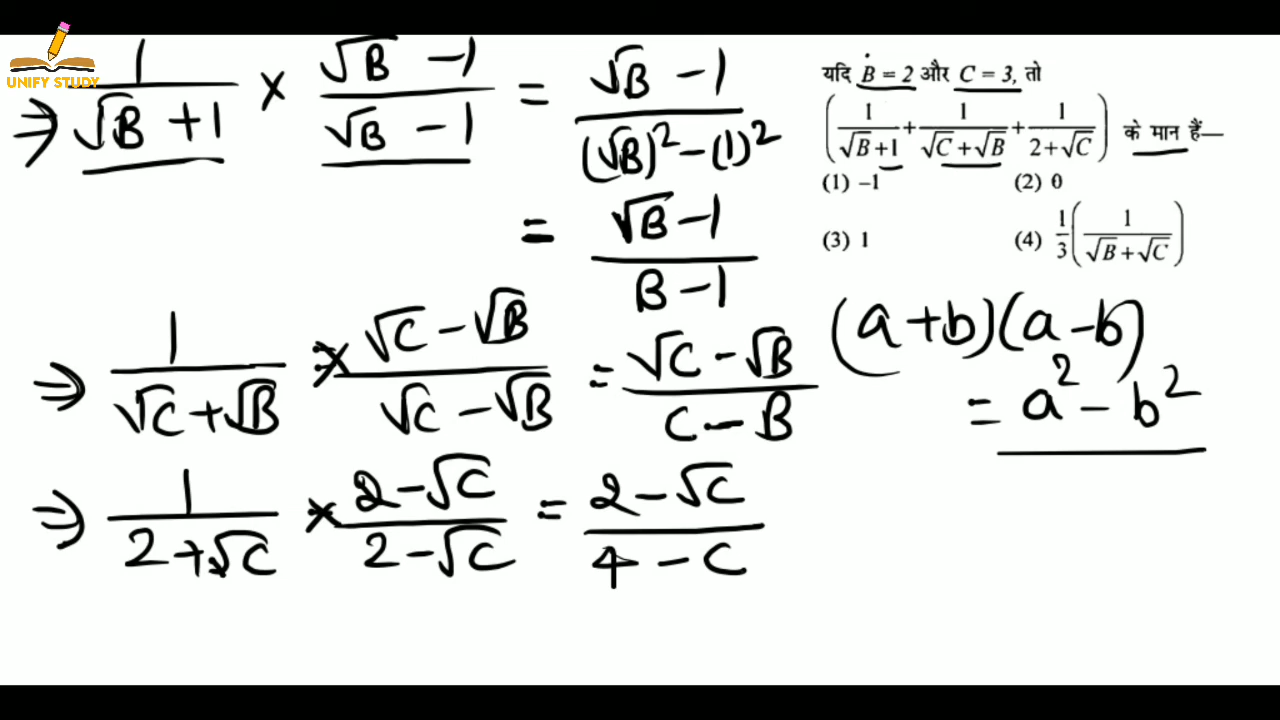 UNIFY STUDY
⇒ 1/(√B + 1) × (√B − 1)/(√B − 1) = (√B − 1)/((√B)² − (1)²)
= (√B − 1)/(B − 1)
⇒ 1/(√C + √B) × (√C − √B)/(√C − √B) = (√C − √B)/(C − B)
⇒ 1/(2 + √C) × (2 − √C)/(2 − √C) = (2 − √C)/(4 − C)
यदि B = 2 और C = 3, तो
(1/(√B + 1) + 1/(√C + √B) + 1/(2 + √C)) के मान हैं—
(1) −1 (2) 0
(3) 1 (4) 1/3 (1/(√B + √C))
(a + b)(a − b)
= a² − b²